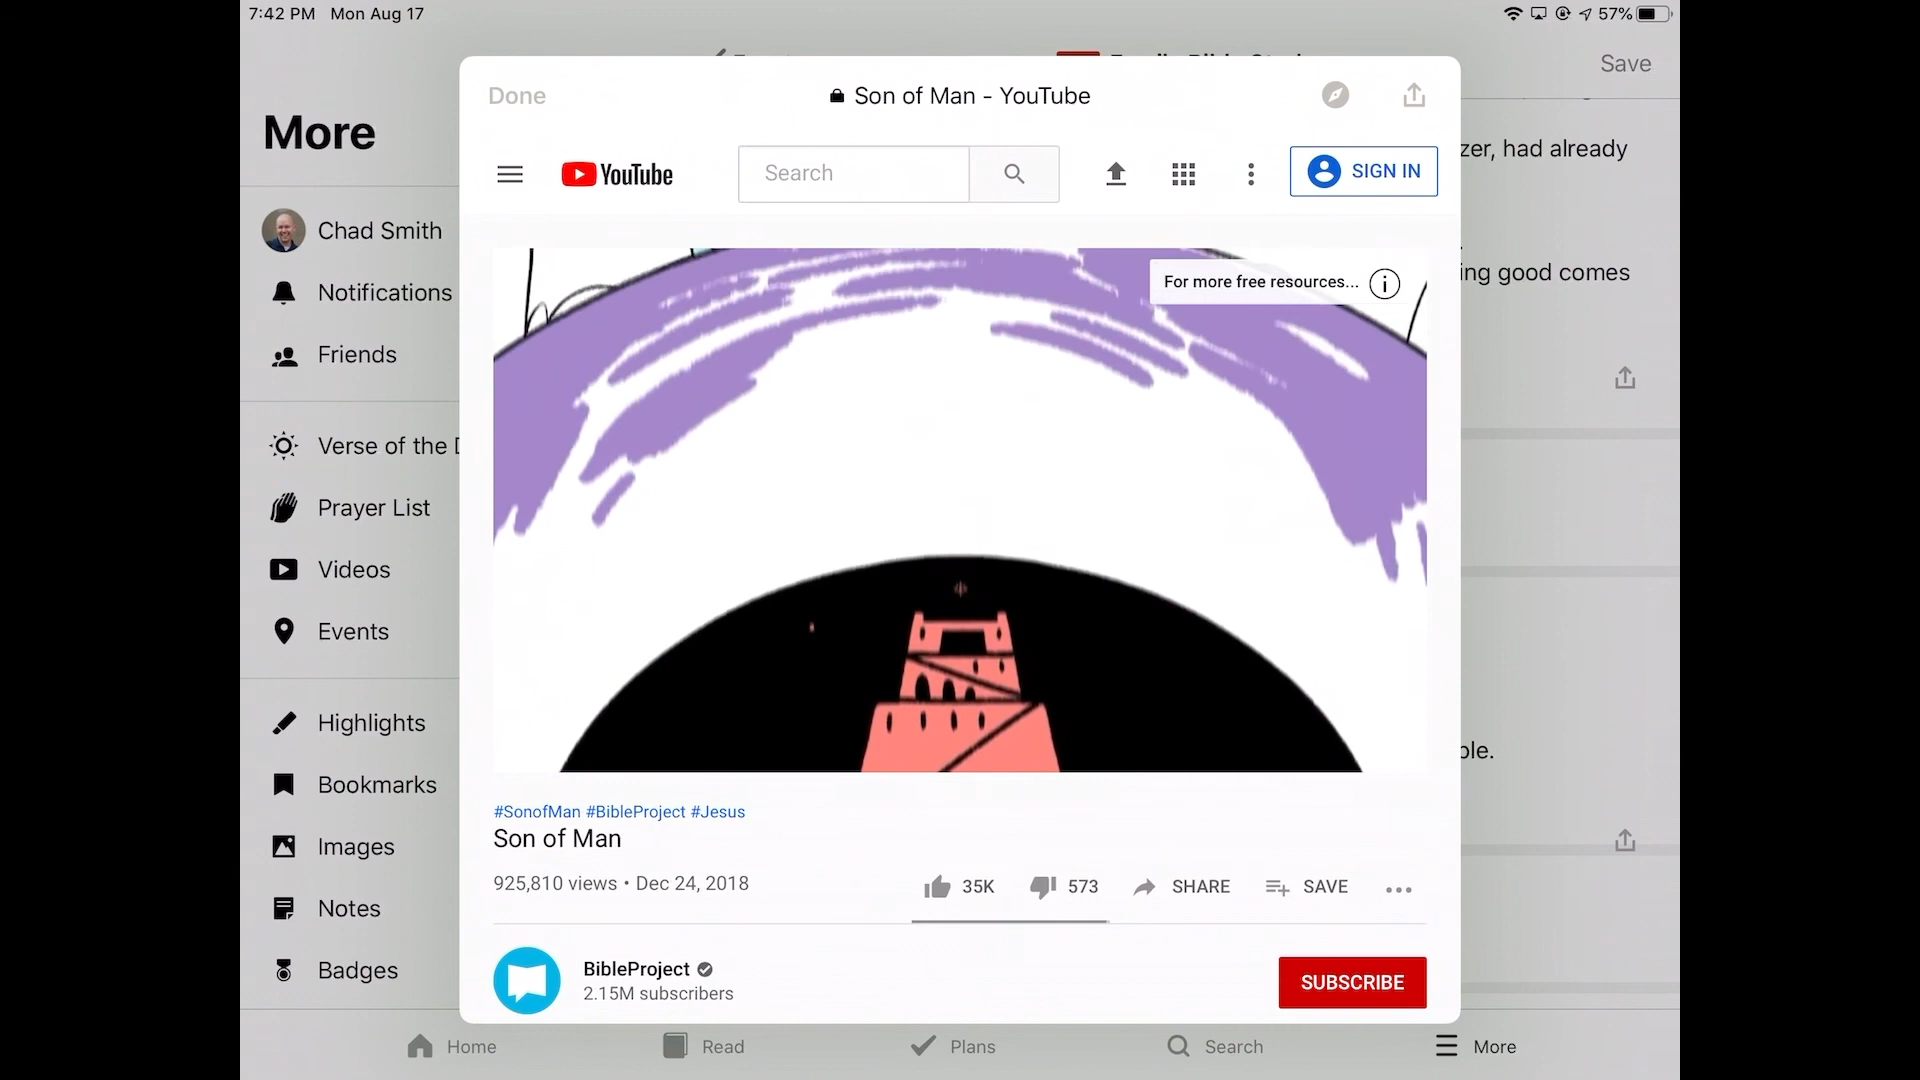 7:42 PM Mon Aug 17
57%
Save
Done
Son of Man - YouTube
More
zer, had already
YouTube
Search
SIGN IN
Chad Smith
For more free resources...
ing good comes
Notifications
Friends
Verse of the
Prayer List
Videos
Events
Highlights
ble.
Bookmarks
#SonofMan #BibleProject #Jesus
Son of Man
Images
925,810 views • Dec 24, 2018
35K
573
SHARE
SAVE
Notes
BibleProject
2.15M subscribers
SUBSCRIBE
Badges
Home
Read
Plans
Search
More